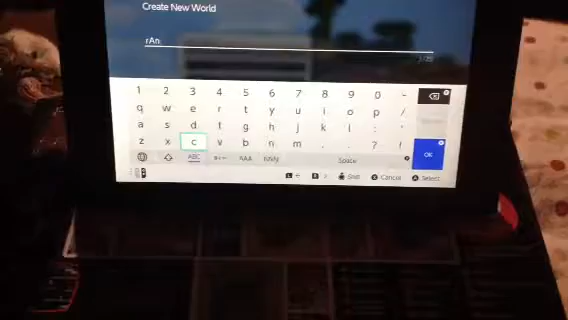 Create New World
rAn
1 2 3 4 5 6 7 8 9 0 -
q w e r t y u i o p /
a s d f g h j k l : '
z x c v b n m , . ? !
ABC #+= ÀÄÅ Space OK
Shift Cancel Select